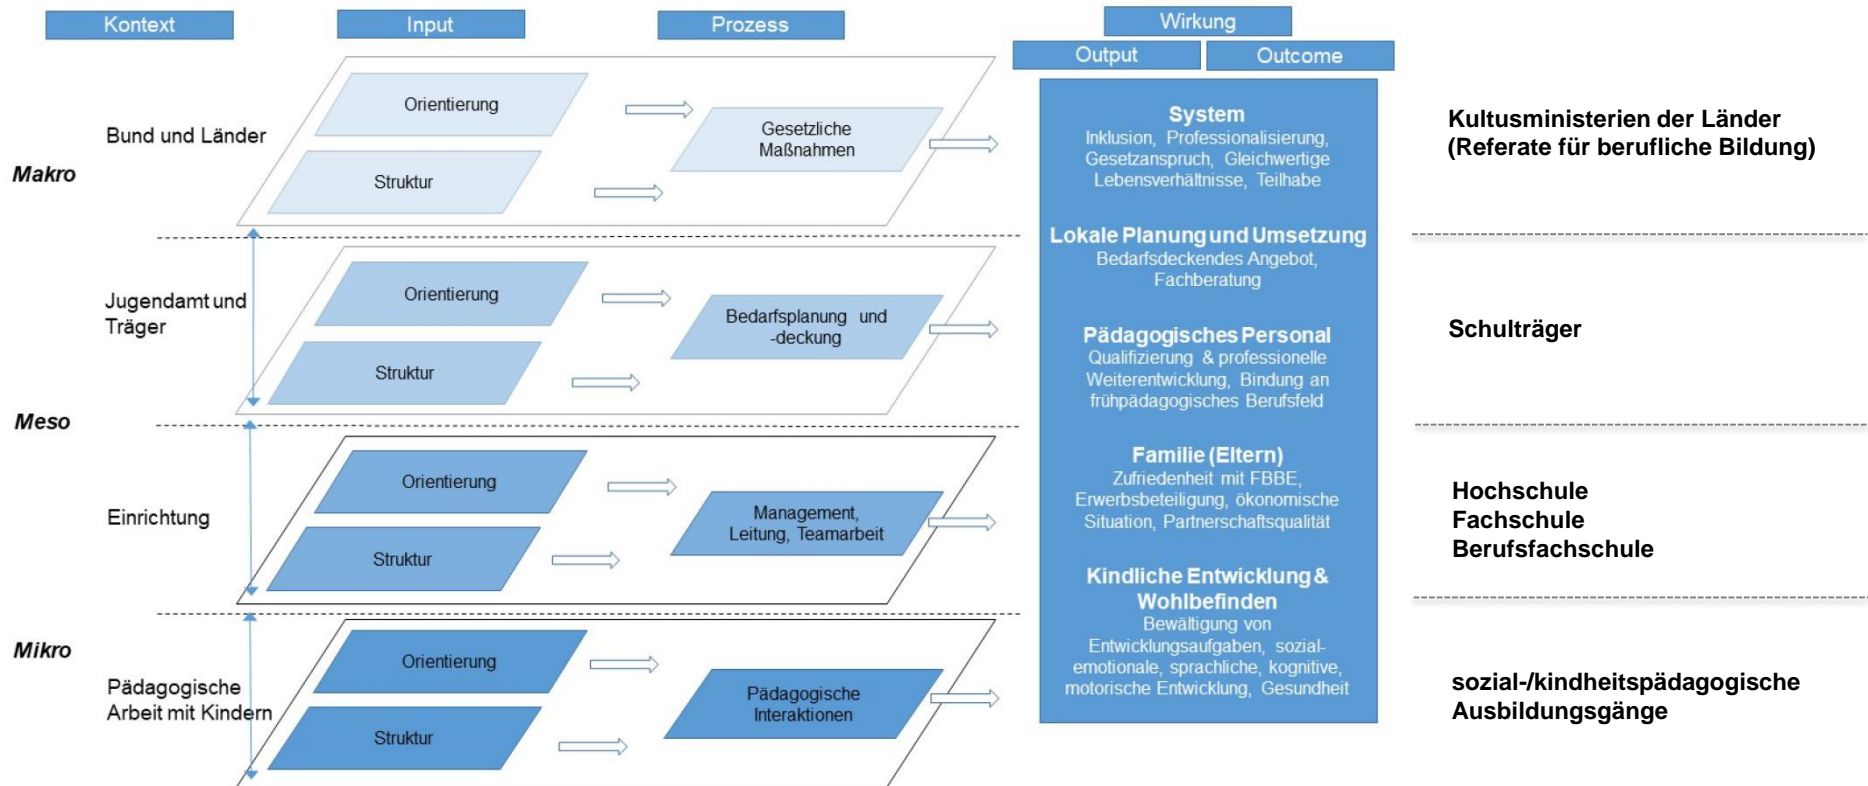 Kontext
Input
Prozess
Wirkung
Output
Outcome
Makro
Bund und Länder
Orientierung
Struktur
Gesetzliche
Maßnahmen
Jugendamt und
Träger
Orientierung
Struktur
Bedarfsplanung und
-deckung
Meso
Einrichtung
Orientierung
Struktur
Management,
Leitung, Teamarbeit
Mikro
Pädagogische
Arbeit mit Kindern
Orientierung
Struktur
Pädagogische
Interaktionen
System
Inklusion, Professionalisierung,
Gesetzanspruch, Gleichwertige
Lebensverhältnisse, Teilhabe
Lokale Planung und Umsetzung
Bedarfsdeckendes Angebot,
Fachberatung
Pädagogisches Personal
Qualifizierung & professionelle
Weiterentwicklung, Bindung an
frühpädagogisches Berufsfeld
Familie (Eltern)
Zufriedenheit mit FBBE,
Erwerbsbeteiligung, ökonomische
Situation, Partnerschaftsqualität
Kindliche Entwicklung &
Wohlbefinden
Bewältigung von
Entwicklungsaufgaben, sozial-
emotionale, sprachliche, kognitive,
motorische Entwicklung, Gesundheit
Kultusministerien der Länder
(Referate für berufliche Bildung)
Schulträger
Hochschule
Fachschule
Berufsfachschule
sozial-/kindheitspädagogische
Ausbildungsgänge